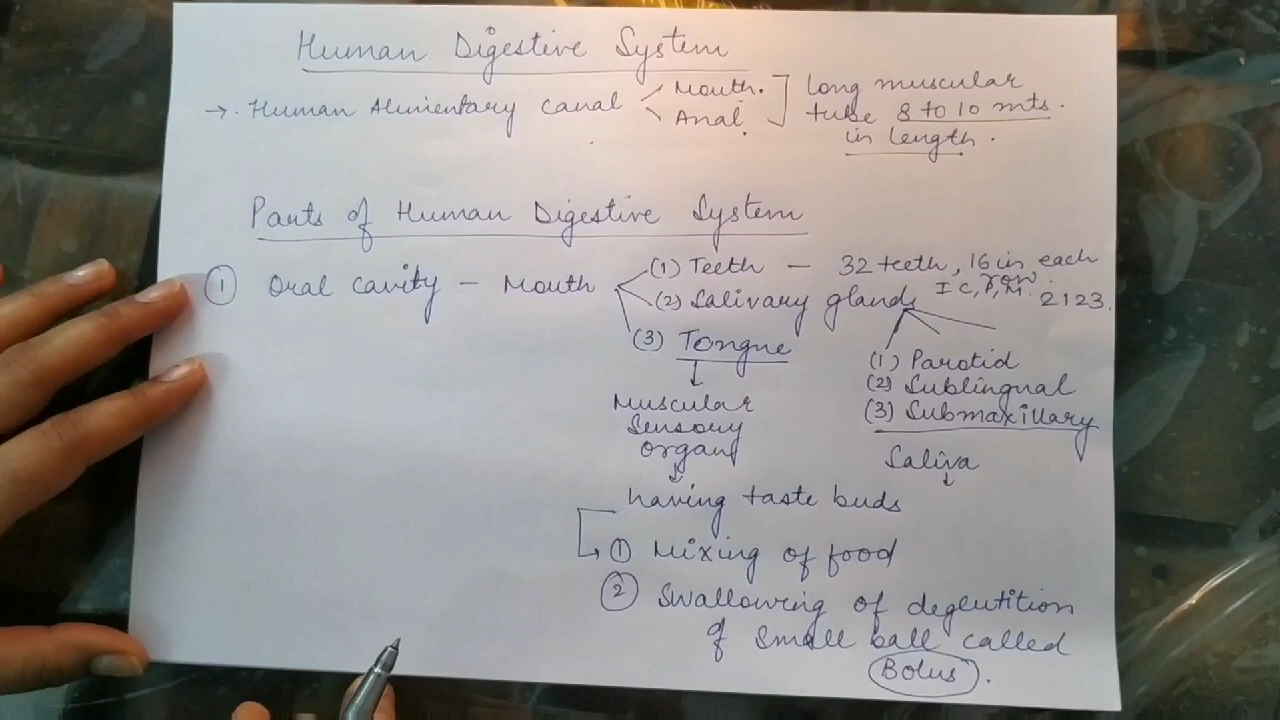 Human Digestive System
→ Human Alimentary canal Mouth. Anal. ] long muscular
tube 8 to 10 mts.
in length.
Parts of Human Digestive System
① Oral cavity - Mouth
(1) Teeth - 32 teeth, 16 in each row
I C, P, M. 2123.
(2) Salivary glands
(1) Parotid
(2) Sublingual
(3) Submaxillary
Saliva
(3) Tongue
Muscular
Sensory
organ
having taste buds
① Mixing of food
② Swallowing of deglutition
of small ball called
Bolus.